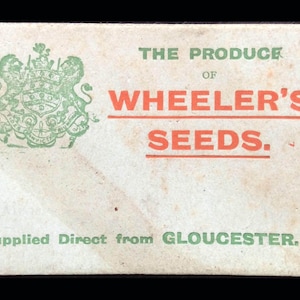 THE PRODUCE
OF
WHEELER'S
SEEDS.
upplied Direct from GLOUCESTER.